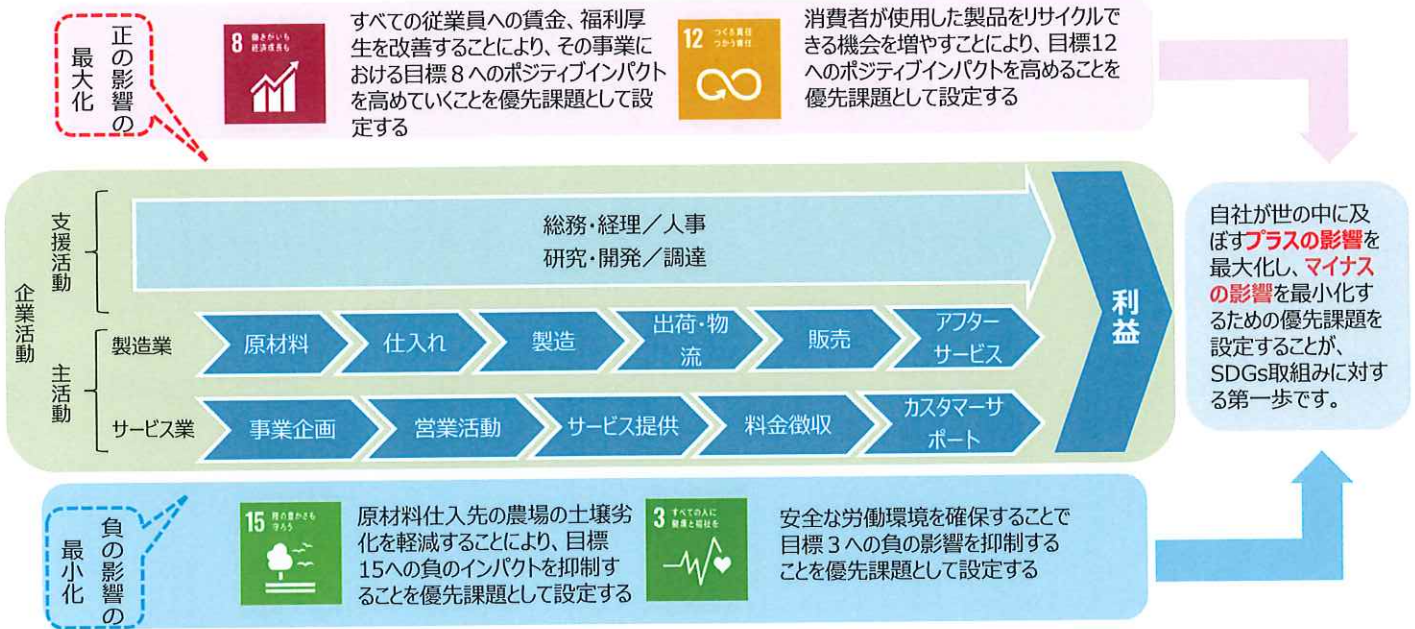 正の影響の
最大化
8 働きがいも
経済成長も
すべての従業員への賃金、福利厚
生を改善することにより、その事業に
おける目標８へのポジティブインパクト
を高めていくことを優先課題として設
定する
12 つくる責任
つかう責任
消費者が使用した製品をリサイクルで
きる機会を増やすことにより、目標12
へのポジティブインパクトを高めることを
優先課題として設定する
企業活動
支援活動
総務・経理／人事
研究・開発／調達
主活動
製造業
原材料
仕入れ
製造
出荷・物
流
販売
アフター
サービス
サービス業
事業企画
営業活動
サービス提供
料金徴収
カスタマーサ
ポート
利益
自社が世の中に及
ぼすプラスの影響を
最大化し、マイナス
の影響を最小化す
るための優先課題を
設定することが、
SDGs取組みに対す
る第一歩です。
負の影響の
最小化
15 陸の豊かさも
守ろう
原材料仕入先の農場の土壌劣
化を軽減することにより、目標
15への負のインパクトを抑制す
ることを優先課題として設定する
3 すべての人に
健康と福祉を
安全な労働環境を確保することで
目標３への負の影響を抑制する
ことを優先課題として設定する